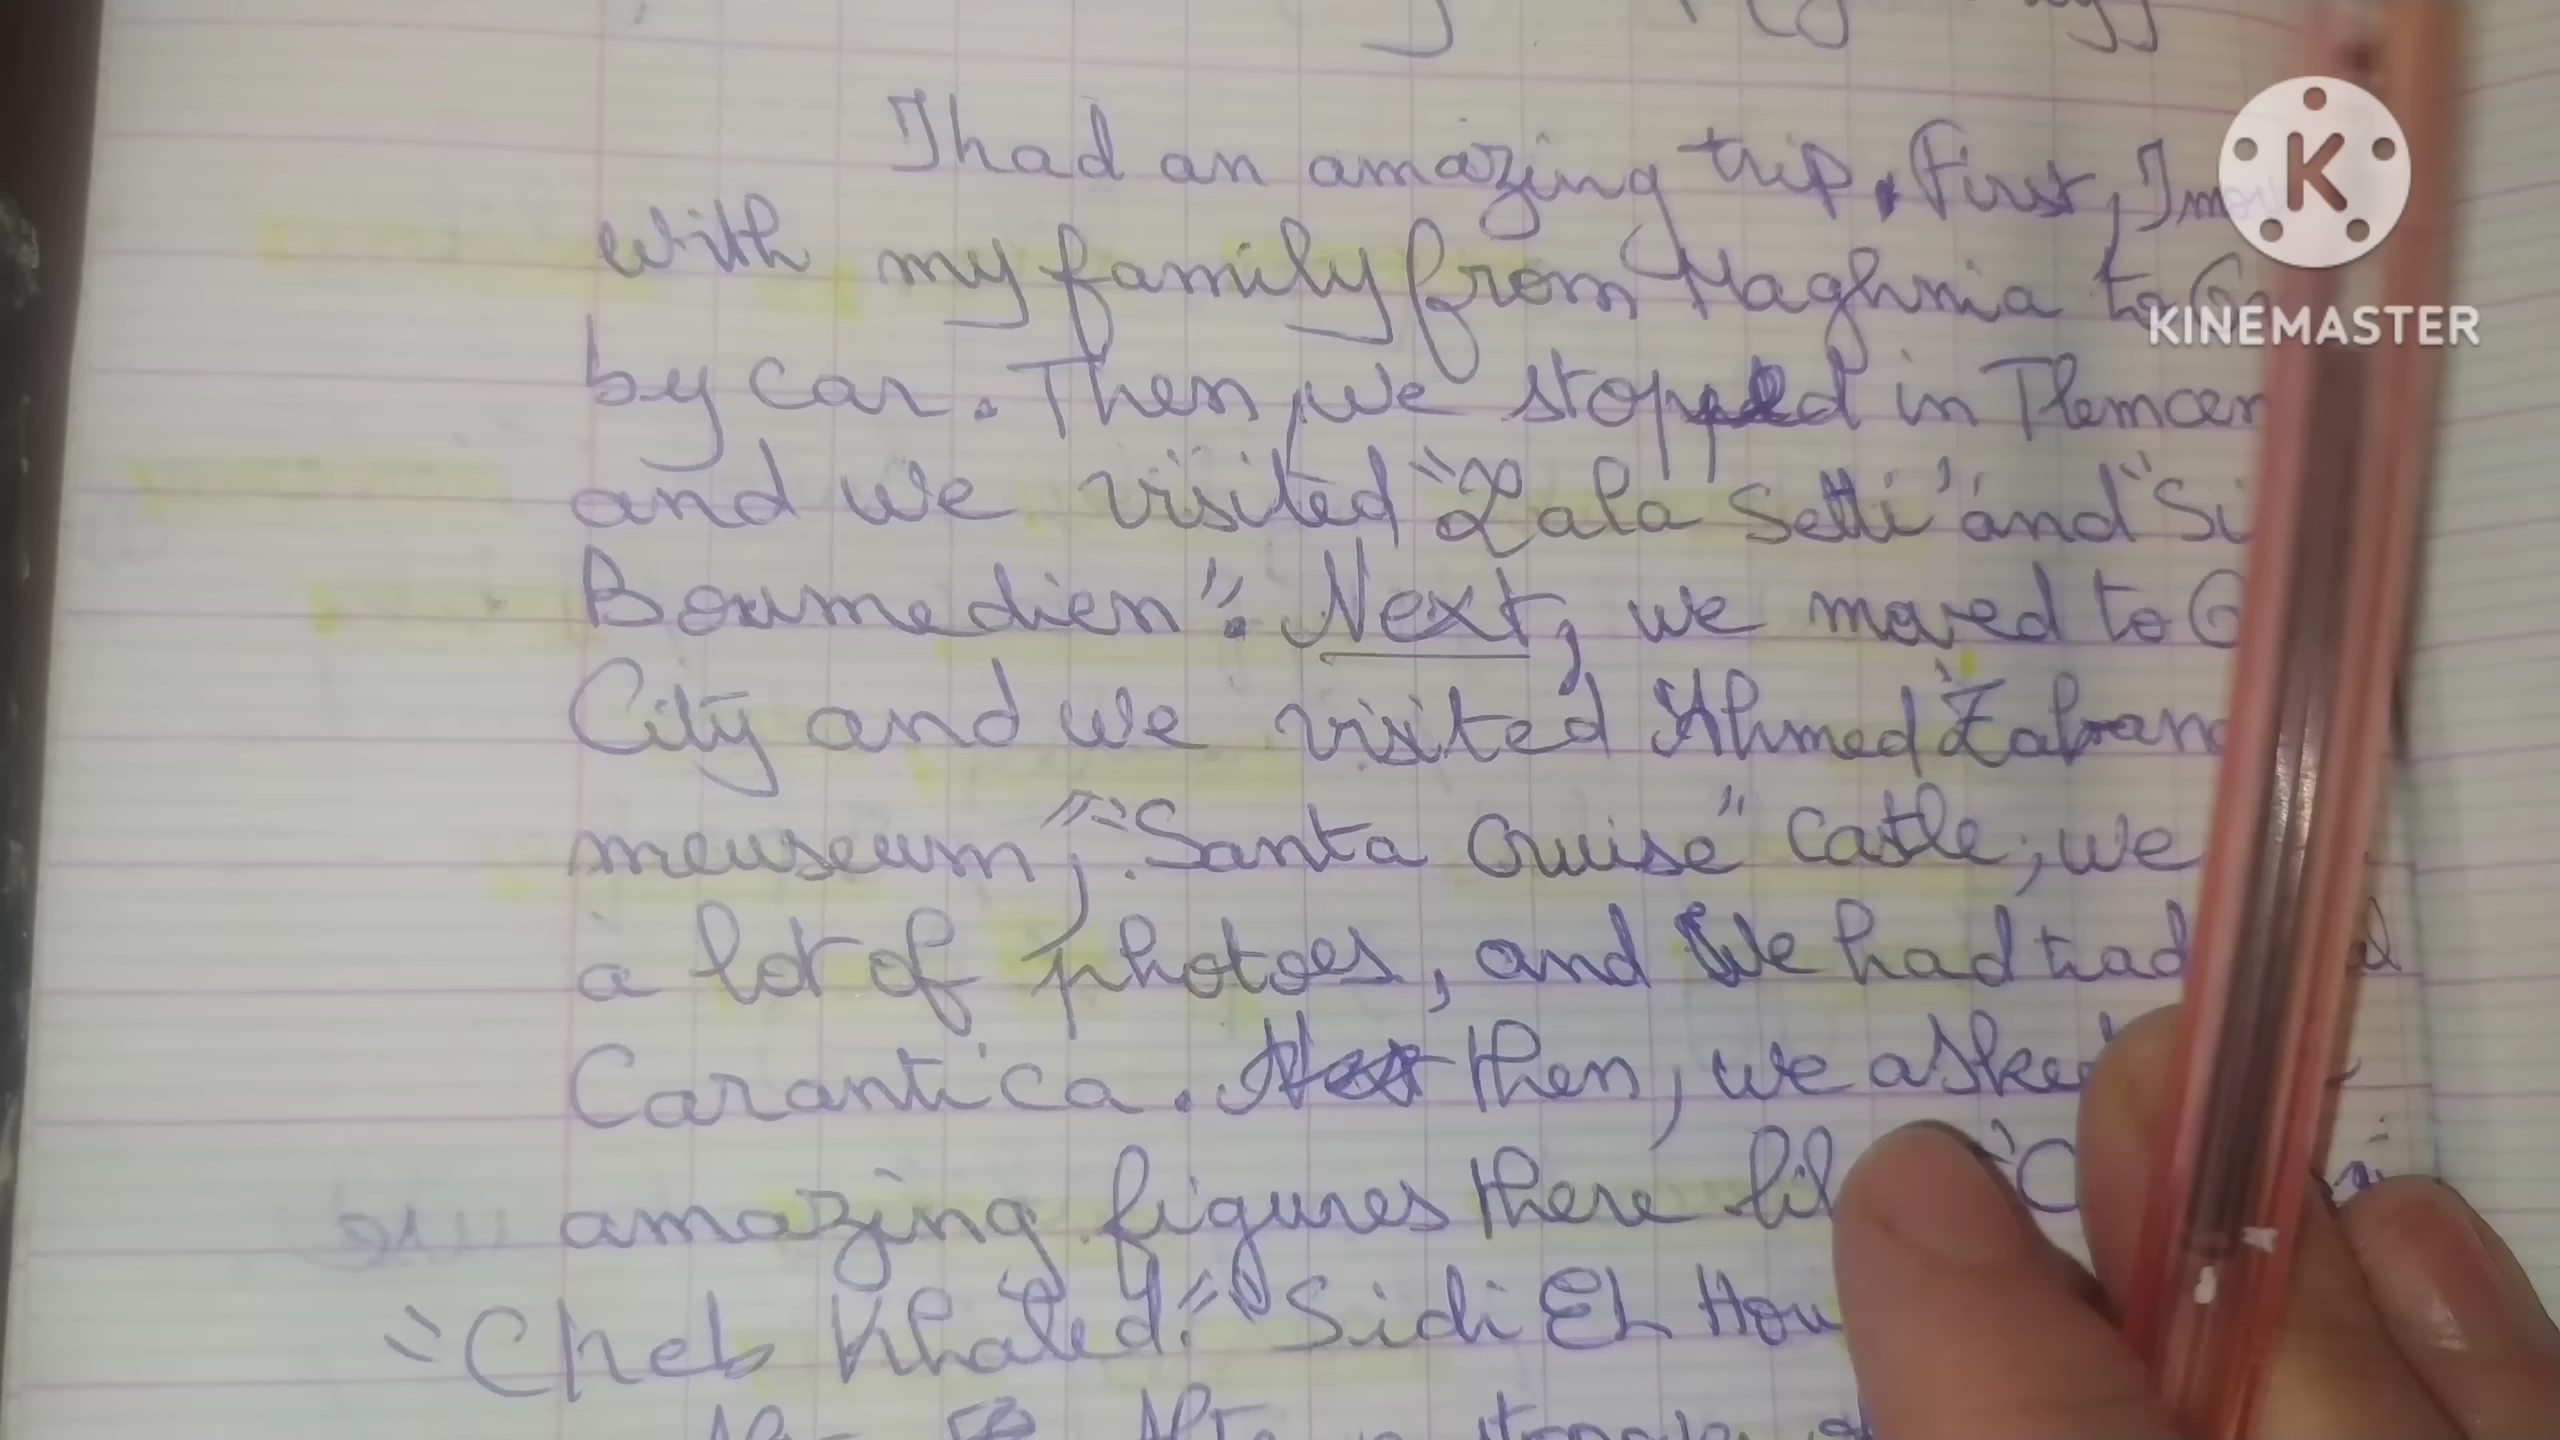 I had an amazing trip. First, I
with my family from Maghnia to
by car. Then, we stopped in Tlemcen
and we visited "Lala Setti" and "Si
Boumedien". Next, we moved to
City and we visited Ahmed "Zabana
meuseum, "Santa Cruise" castle, we
a lot of photoes, and We had trad
Carantica. then, we asked
amazing figures there
"Cheb Khaled." "Sidi EL Hou
K
KINEMASTER